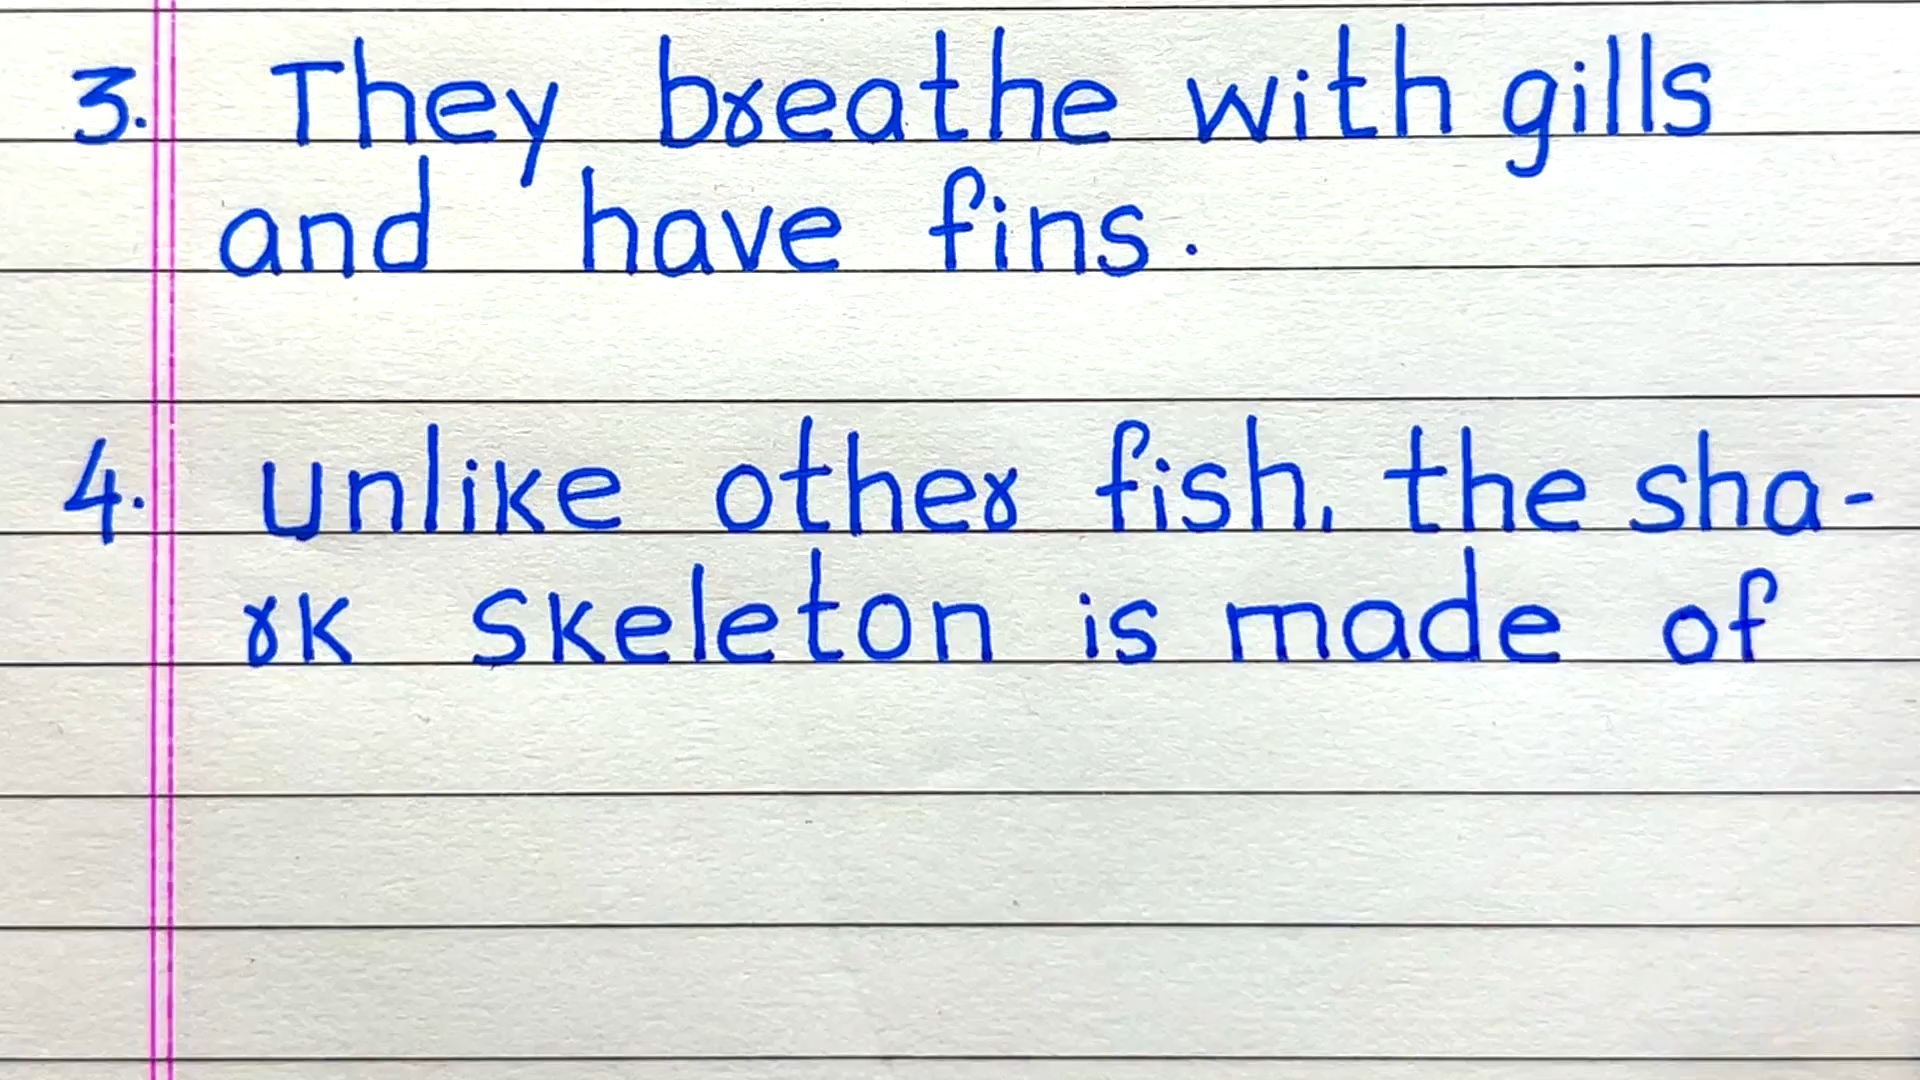 3. They breathe with gills
and have fins.
4. Unlike other fish, the sha-
rk skeleton is made of